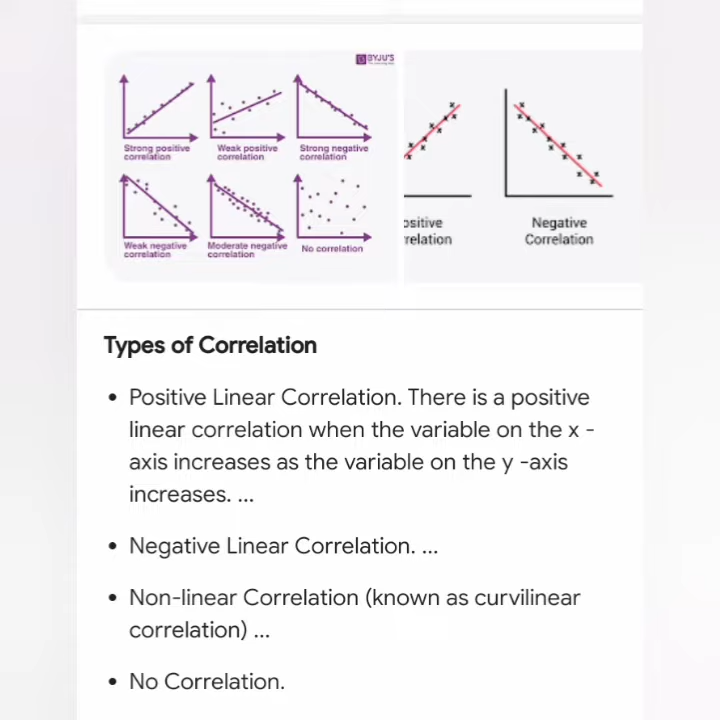 BYJU'S
Strong positive
correlation
Weak positive
correlation
Strong negative
correlation
Weak negative
correlation
Moderate negative
correlation
No correlation
ositive
relation
Negative
Correlation
Types of Correlation
• Positive Linear Correlation. There is a positive
linear correlation when the variable on the x -
axis increases as the variable on the y -axis
increases. ...
• Negative Linear Correlation. ...
• Non-linear Correlation (known as curvilinear
correlation) ...
• No Correlation.